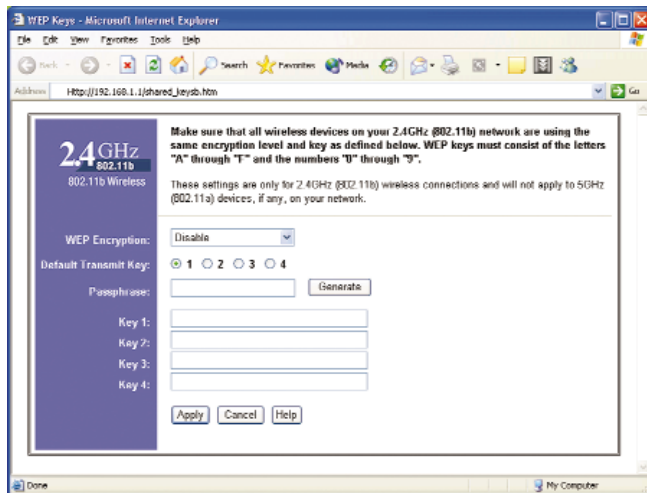 WEP Keys - Microsoft Internet Explorer
File Edit View Favorites Tools Help
Back Search Favorites Media
Address Http://192.168.1.1/shared_keysb.htm Go
2.4GHz
802.11b
802.11b Wireless
Make sure that all wireless devices on your 2.4GHz (802.11b) network are using the
same encryption level and key as defined below. WEP keys must consist of the letters
"A" through "F" and the numbers "0" through "9".
These settings are only for 2.4GHz (802.11b) wireless connections and will not apply to 5GHz
(802.11a) devices, if any, on your network.
WEP Encryption: Disable
Default Transmit Key: 1 2 3 4
Passphrase: Generate
Key 1:
Key 2:
Key 3:
Key 4:
Apply Cancel Help
Done My Computer